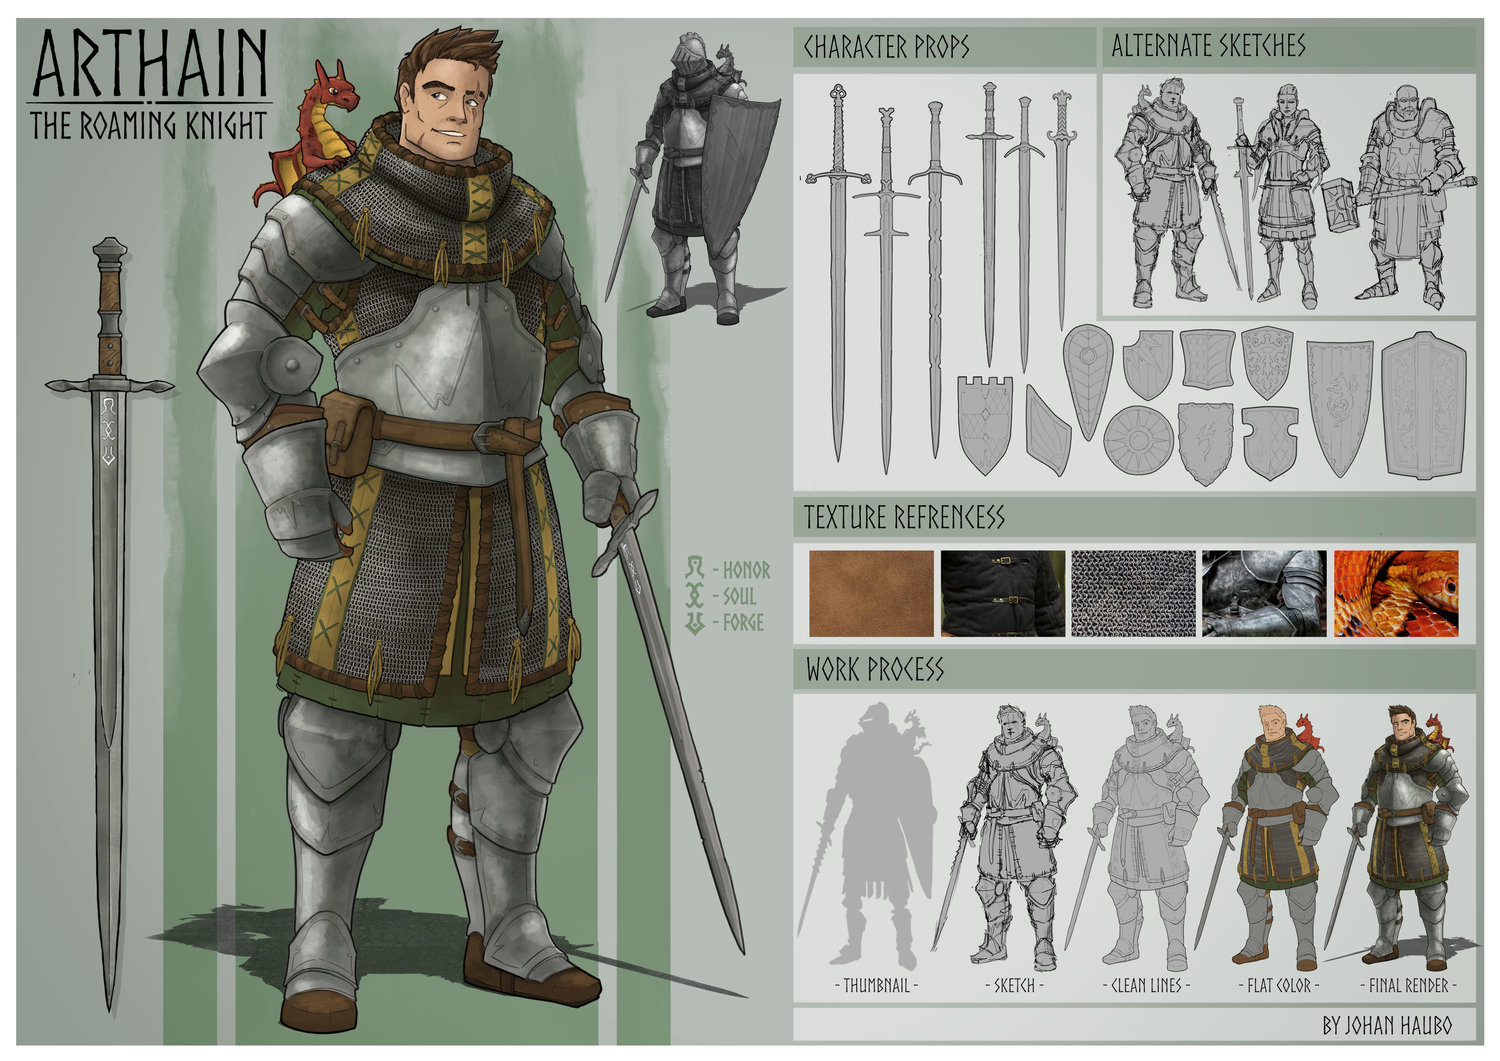 ARTHAIN
THE ROAMING KNIGHT
- HONOR
- SOUL
- FORGE
CHARACTER PROPS
ALTERNATE SKETCHES
TEXTURE REFRENCESS
WORK PROCESS
- THUMBNAIL -
- SKETCH -
- CLEAN LINES -
- FLAT COLOR -
- FINAL RENDER -
BY JOHAN HAUBO